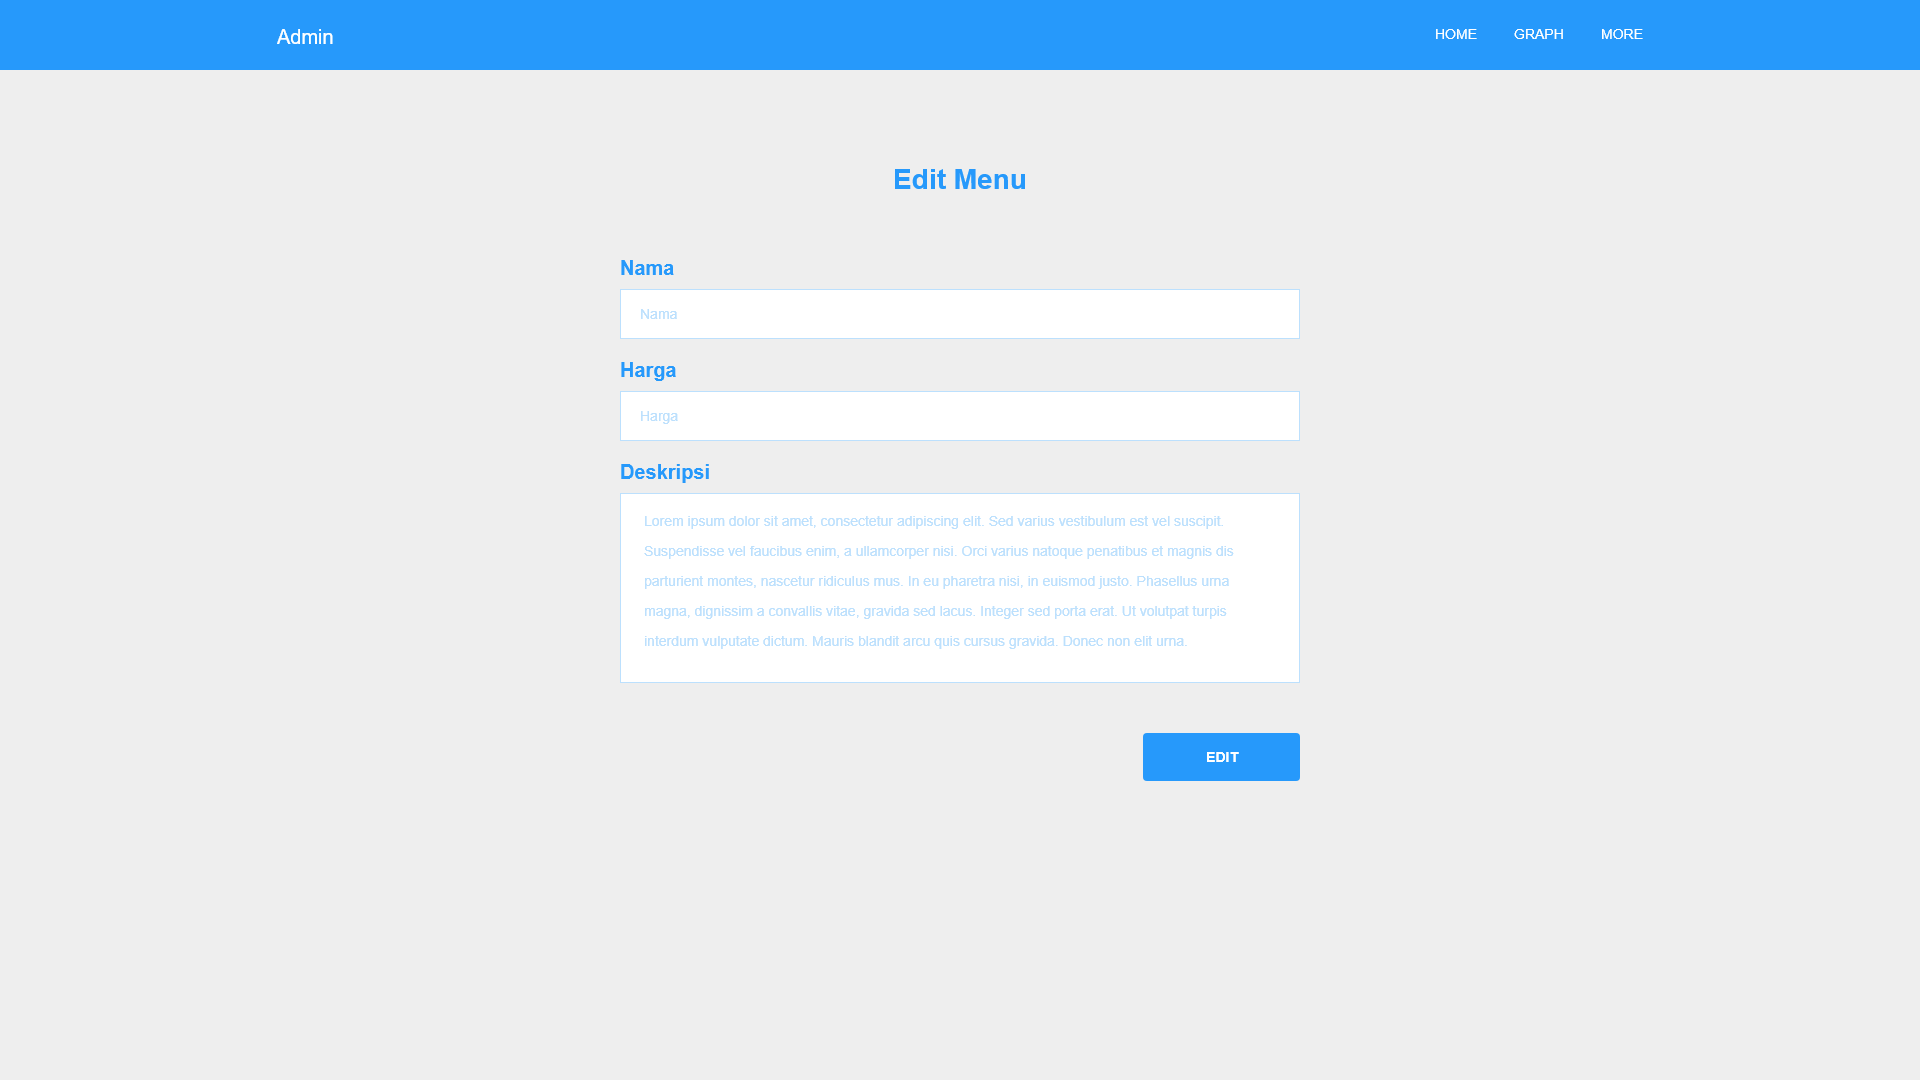 Admin
HOME
GRAPH
MORE
Edit Menu
Nama
Nama
Harga
Harga
Deskripsi
Lorem ipsum dolor sit amet, consectetur adipiscing elit. Sed varius vestibulum est vel suscipit.
Suspendisse vel faucibus enim, a ullamcorper nisi. Orci varius natoque penatibus et magnis dis
parturient montes, nascetur ridiculus mus. In eu pharetra nisi, in euismod justo. Phasellus urna
magna, dignissim a convallis vitae, gravida sed lacus. Integer sed porta erat. Ut volutpat turpis
interdum vulputate dictum. Mauris blandit arcu quis cursus gravida. Donec non elit urna.
EDIT